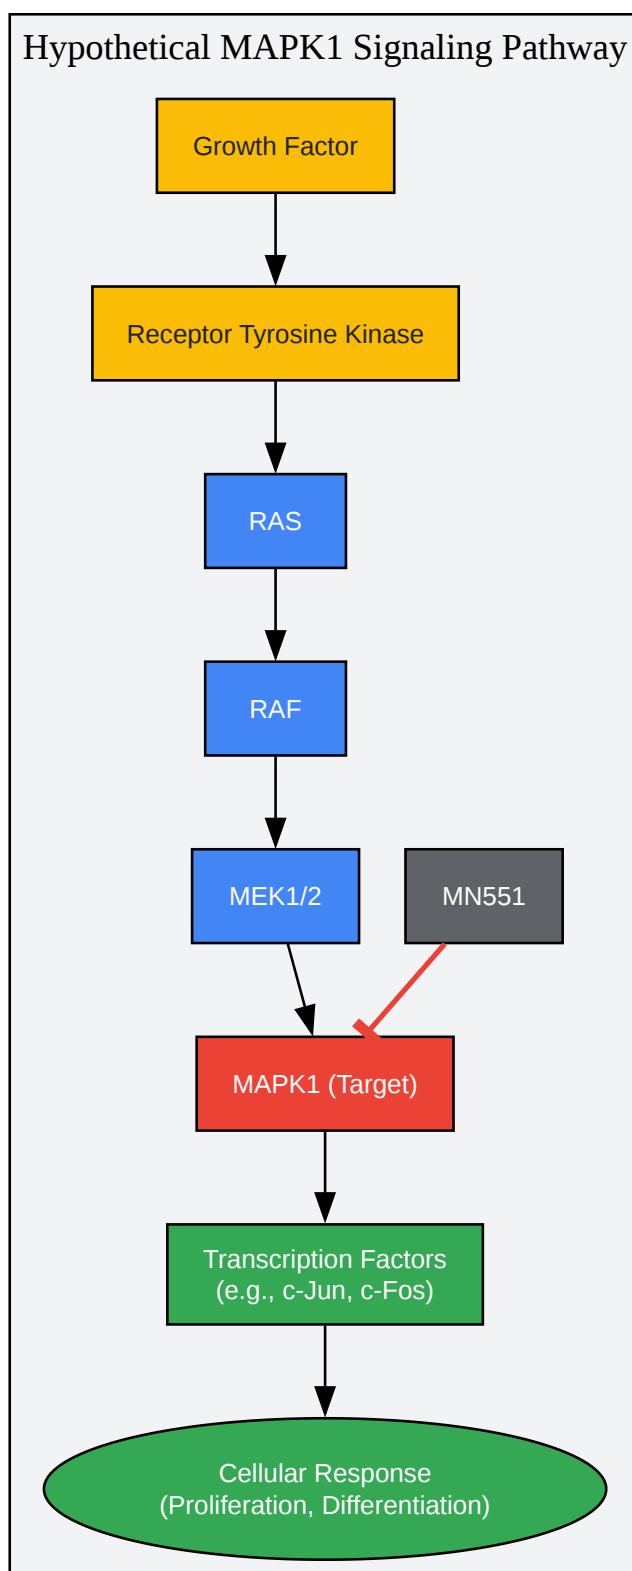 Hypothetical MAPK1 Signaling Pathway
Growth Factor
Receptor Tyrosine Kinase
RAS
RAF
MEK1/2
MN551
MAPK1 (Target)
Transcription Factors
(e.g., c-Jun, c-Fos)
Cellular Response
(Proliferation, Differentiation)